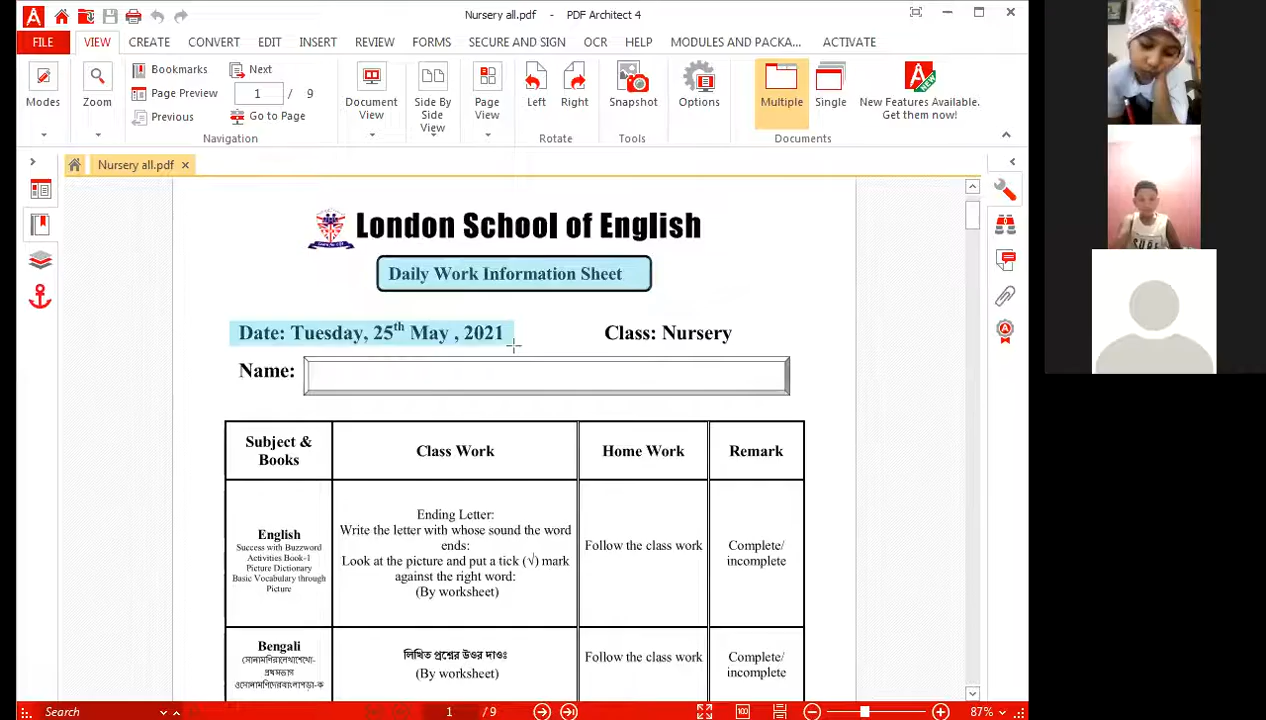 Nursery all.pdf - PDF Architect 4
FILE VIEW CREATE CONVERT EDIT INSERT REVIEW FORMS SECURE AND SIGN OCR HELP MODULES AND PACKA... ACTIVATE
Modes
Zoom
Bookmarks
Page Preview
Previous
Next
1 / 9
Go to Page
Navigation
Document View
Side By Side View
Page View
Left
Right
Rotate
Snapshot
Tools
Options
Multiple
Single
Documents
NEW
New Features Available.
Get them now!
Nursery all.pdf
London School of English
Daily Work Information Sheet
Date: Tuesday, 25th May , 2021
Class: Nursery
Name:
Subject &
Books
Class Work
Home Work
Remark
English
Success with Buzzword
Activities Book-1
Picture Dictionary
Basic Vocabulary through
Picture
Ending Letter:
Write the letter with whose sound the word
ends:
Look at the picture and put a tick (√) mark
against the right word:
(By worksheet)
Follow the class work
Complete/
incomplete
Bengali
প্রথমভাগ
লিখিত প্রশ্নের উওর দাওঃ
(By worksheet)
Follow the class work
Complete/
incomplete
Search
1 / 9
87%